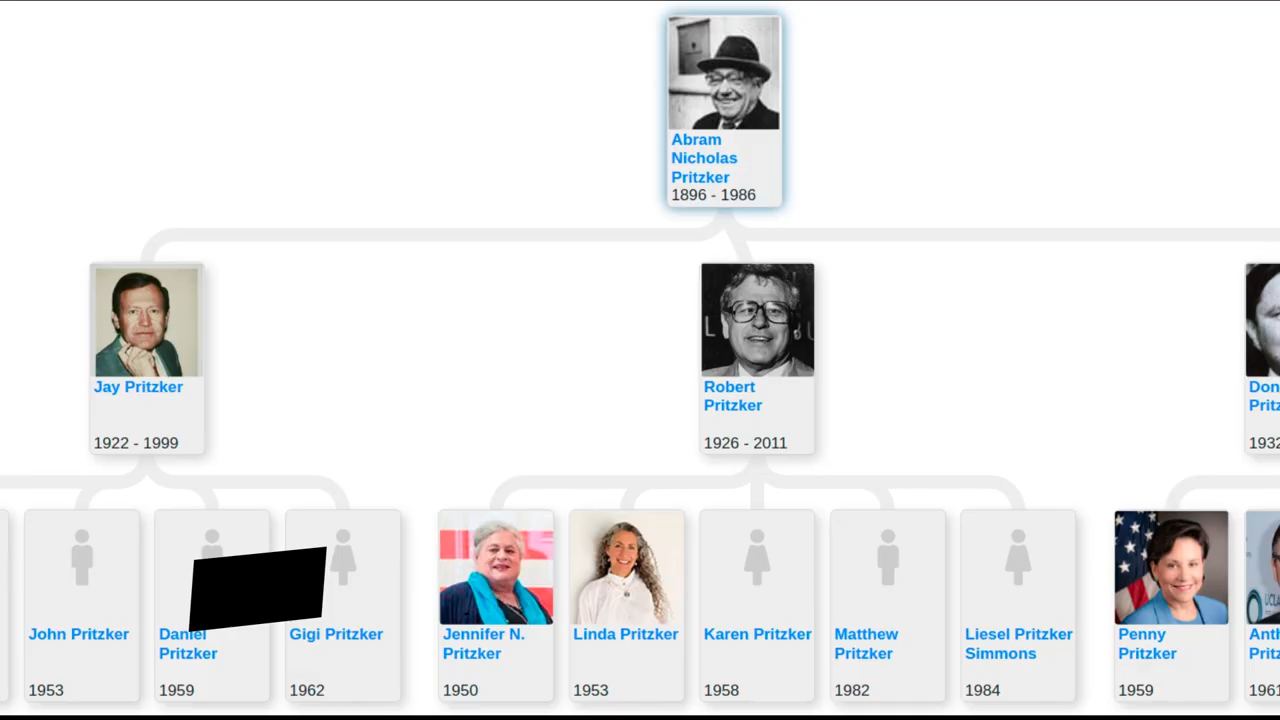 Abram
Nicholas
Pritzker
1896 - 1986
Jay Pritzker
1922 - 1999
Robert
Pritzker
1926 - 2011
Don
Pritz
1932
John Pritzker
1953
Daniel
Pritzker
1959
Gigi Pritzker
1962
Jennifer N.
Pritzker
1950
Linda Pritzker
1953
Karen Pritzker
1958
Matthew
Pritzker
1982
Liesel Pritzker
Simmons
1984
Penny
Pritzker
1959
Anth
Pritz
1961